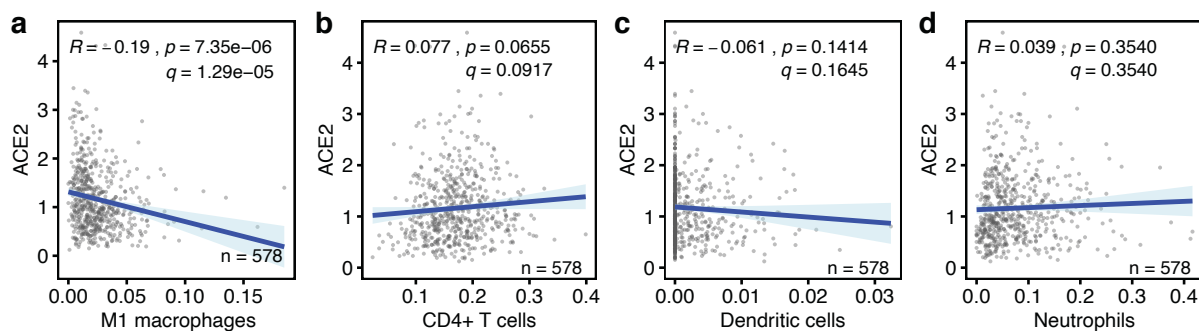 a
R = −0.19 , p = 7.35e−06
q = 1.29e−05
ACE2
4
3
2
1
0
n = 578
0.00 0.05 0.10 0.15
M1 macrophages
b
R = 0.077 , p = 0.0655
q = 0.0917
ACE2
4
3
2
1
0
n = 578
0.1 0.2 0.3 0.4
CD4+ T cells
c
R = −0.061 , p = 0.1414
q = 0.1645
ACE2
4
3
2
1
0
n = 578
0.00 0.01 0.02 0.03
Dendritic cells
d
R = 0.039 , p = 0.3540
q = 0.3540
ACE2
4
3
2
1
0
n = 578
0.0 0.1 0.2 0.3 0.4
Neutrophils